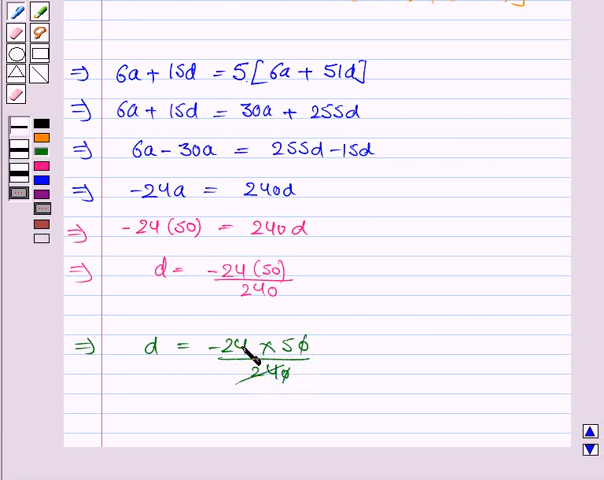 ⇒ 6a + 15d = 5[6a + 51d]
⇒ 6a + 15d = 30a + 255d
⇒ 6a - 30a = 255d - 15d
⇒ -24a = 240d
⇒ -24(50) = 240d
⇒ d = -24(50) / 240
⇒ d = -24 × 50 / 240